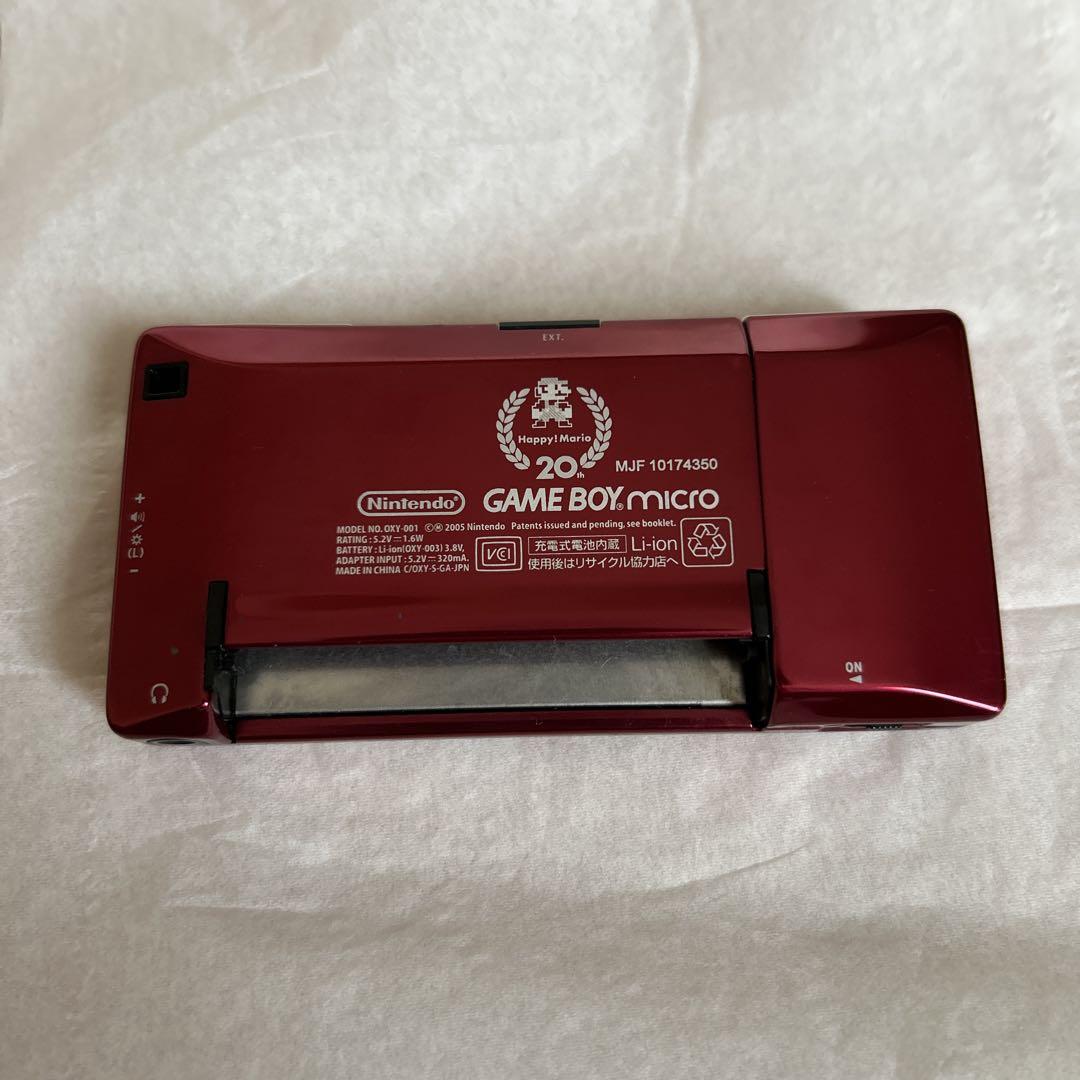 EXT.
Happy! Mario
20th
MJF 10174350
Nintendo® GAME BOY® micro
MODEL NO. OXY-001 ©Ⓜ 2005 Nintendo Patents issued and pending, see booklet.
RATING : 5.2V⎓1.6W
BATTERY : Li-ion(OXY-003) 3.8V,
ADAPTER INPUT : 5.2V⎓320mA.
MADE IN CHINA C/OXY-S-GA-JPN
VCI
充電式電池内蔵 Li-ion
使用後はリサイクル協力店へ
+
(L)
−
ON